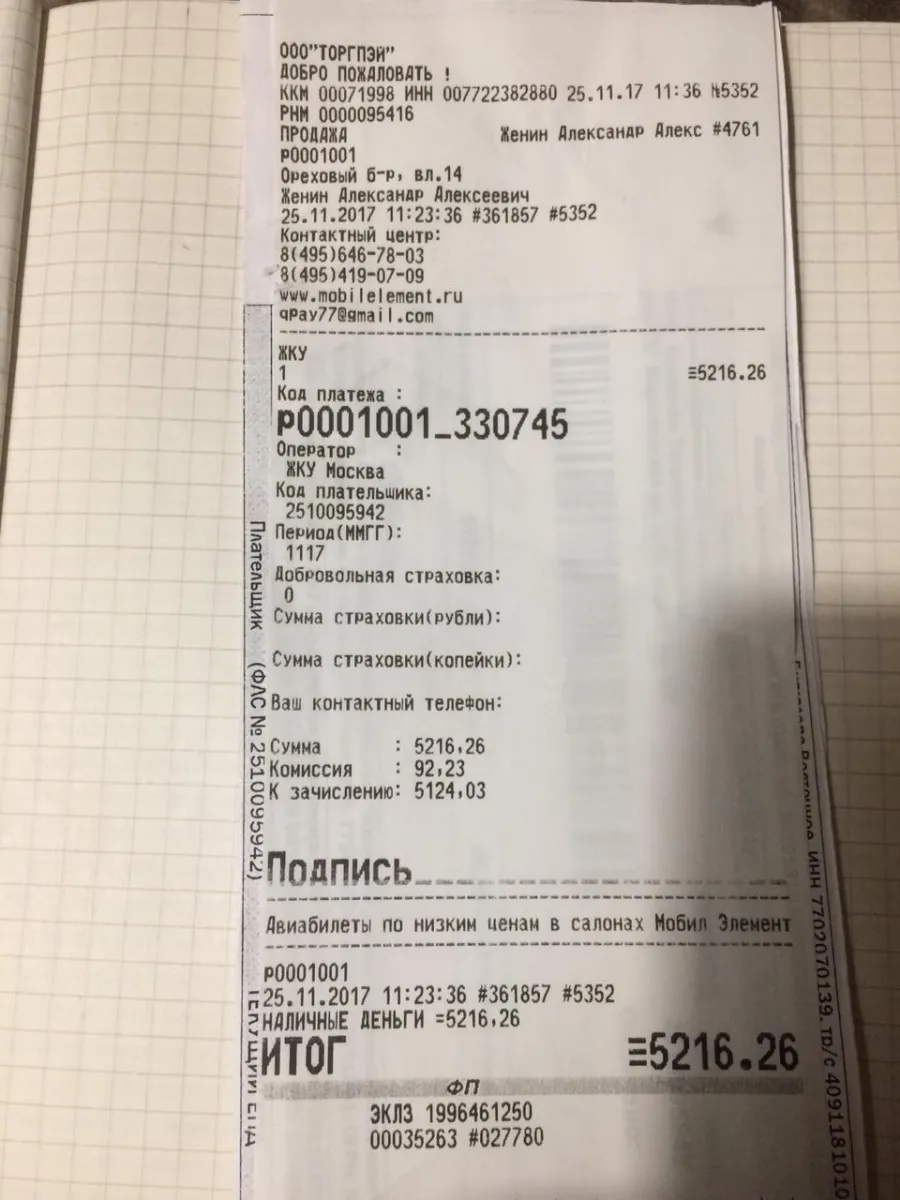 ООО"ТОРГПЭЙ"
ДОБРО ПОЖАЛОВАТЬ !
ККМ 00071998 ИНН 007722382880 25.11.17 11:36 №5352
РНМ 0000095416
ПРОДАЖА Женин Александр Алекс #4761
P0001001
Ореховый б-р, вл.14
Женин Александр Алексеевич
25.11.2017 11:23:36 #361857 #5352
Контактный центр:
8(495)646-78-03
8(495)419-07-09
www.mobilelement.ru
qPay77@gmail.com
ЖКУ
1 ≡5216.26
Код платежа :
P0001001_330745
Оператор :
ЖКУ Москва
Код плательщика:
2510095942
Период(ММГГ):
1117
Добровольная страховка:
0
Сумма страховки(рубли):
Сумма страховки(копейки):
Ваш контактный телефон:
Сумма : 5216,26
Комиссия : 92,23
К зачислению: 5124,03
Подпись
Авиабилеты по низким ценам в салонах Мобил Элемент
P0001001
25.11.2017 11:23:36 #361857 #5352
НАЛИЧНЫЕ ДЕНЬГИ =5216,26
ИТОГ ≡5216.26
ФП
ЭКЛЗ 1996461250
00035263 #027780
Плательщик (ФЛС № 2510095942)
ИНН 7702070139, тр/с 4091181010